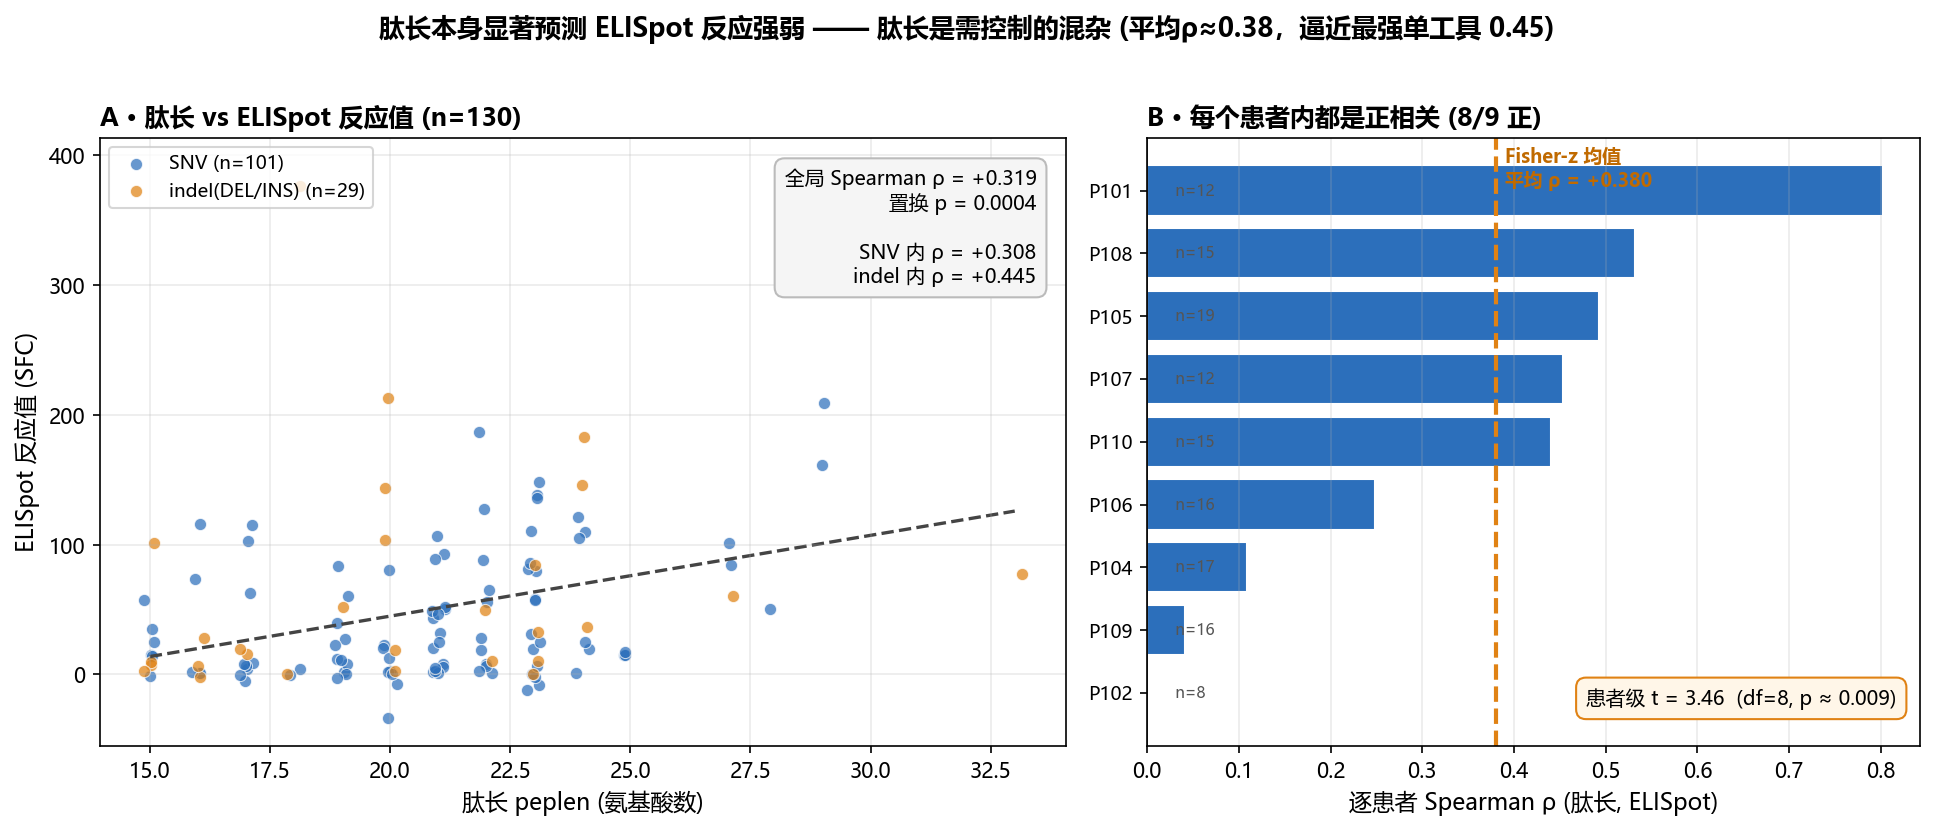 肽长本身显著预测 ELISpot 反应强弱 —— 肽长是需控制的混杂 (平均ρ≈0.38，逼近最强单工具 0.45)
A • 肽长 vs ELISpot 反应值 (n=130)
SNV (n=101)
indel(DEL/INS) (n=29)
全局 Spearman ρ = +0.319
置换 p = 0.0004
SNV 内 ρ = +0.308
indel 内 ρ = +0.445
ELISpot 反应值 (SFC)
400
300
200
100
0
15.0 17.5 20.0 22.5 25.0 27.5 30.0 32.5
肽长 peplen (氨基酸数)
B • 每个患者内都是正相关 (8/9 正)
Fisher-z 均值
平均 ρ = +0.380
P101 n=12
P108 n=15
P105 n=19
P107 n=12
P110 n=15
P106 n=16
P104 n=17
P109 n=16
P102 n=8
患者级 t = 3.46 (df=8, p ≈ 0.009)
0.0 0.1 0.2 0.3 0.4 0.5 0.6 0.7 0.8
逐患者 Spearman ρ (肽长, ELISpot)